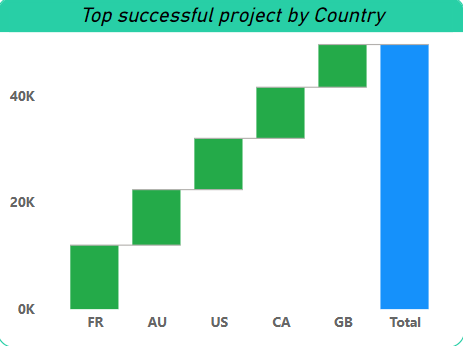 Top successful project by Country
40K
20K
0K
FR AU US CA GB Total